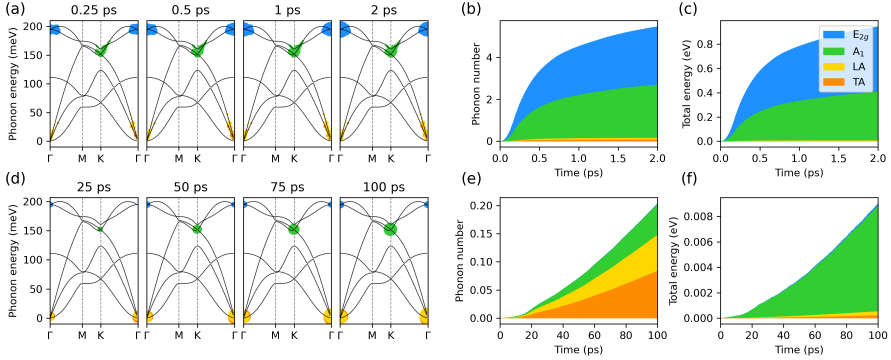 (a)
0.25 ps
0.5 ps
1 ps
2 ps
Phonon energy (meV)
200
150
100
50
0
Γ M K Γ
Γ M K Γ
Γ M K Γ
Γ M K Γ
(b)
Phonon number
4
2
0
0.0 0.5 1.0 1.5 2.0
Time (ps)
(c)
Total energy (eV)
0.8
0.6
0.4
0.2
0.0
E2g
A1
LA
TA
0.0 0.5 1.0 1.5 2.0
Time (ps)
(d)
25 ps
50 ps
75 ps
100 ps
Phonon energy (meV)
200
150
100
50
0
Γ M K Γ
Γ M K Γ
Γ M K Γ
Γ M K Γ
(e)
Phonon number
0.20
0.15
0.10
0.05
0.00
0 20 40 60 80 100
Time (ps)
(f)
Total energy (eV)
0.008
0.006
0.004
0.002
0.000
0 20 40 60 80 100
Time (ps)